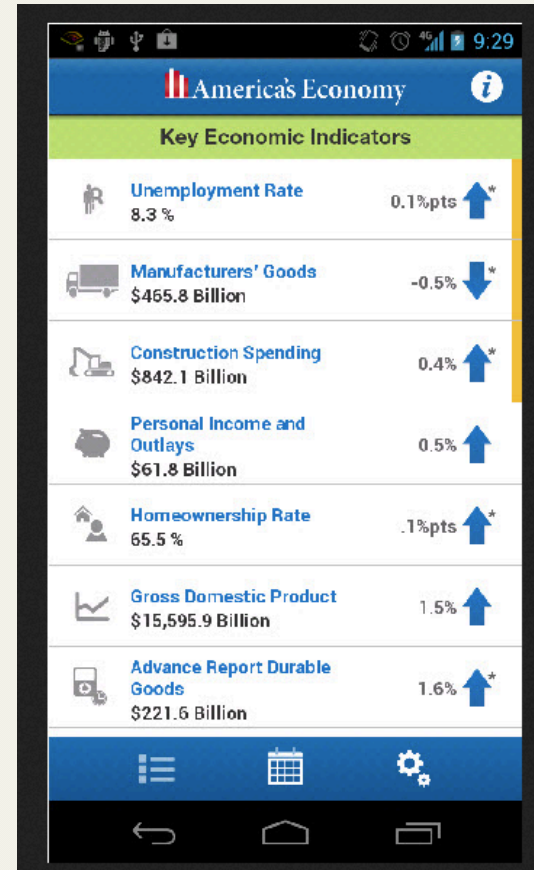 4G 9:29
America's Economy i
Key Economic Indicators
Unemployment Rate
8.3 % 0.1%pts *
Manufacturers' Goods
$465.8 Billion -0.5% *
Construction Spending
$842.1 Billion 0.4% *
Personal Income and
Outlays 0.5%
$61.8 Billion
Homeownership Rate
65.5 % .1%pts *
Gross Domestic Product
$15,595.9 Billion 1.5%
Advance Report Durable
Goods 1.6% *
$221.6 Billion